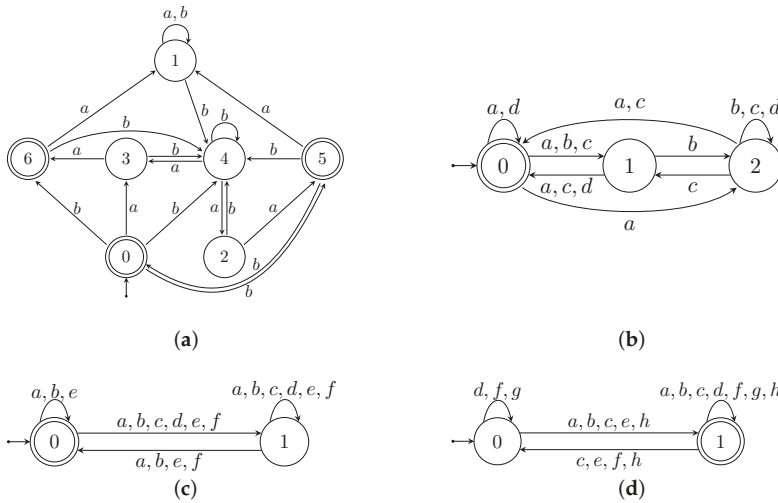 a, b
1
a
b
b
a
b
6
a
3
b
a
4
b
5
b
a
b
a
b
a
0
2
b
b
(a)
a, d
a, c
b, c, d
0
a, b, c
1
b
2
a, c, d
c
a
(b)
a, b, e
a, b, c, d, e, f
0
a, b, c, d, e, f
1
a, b, e, f
(c)
d, f, g
a, b, c, d, f, g, h
0
a, b, c, e, h
1
c, e, f, h
(d)